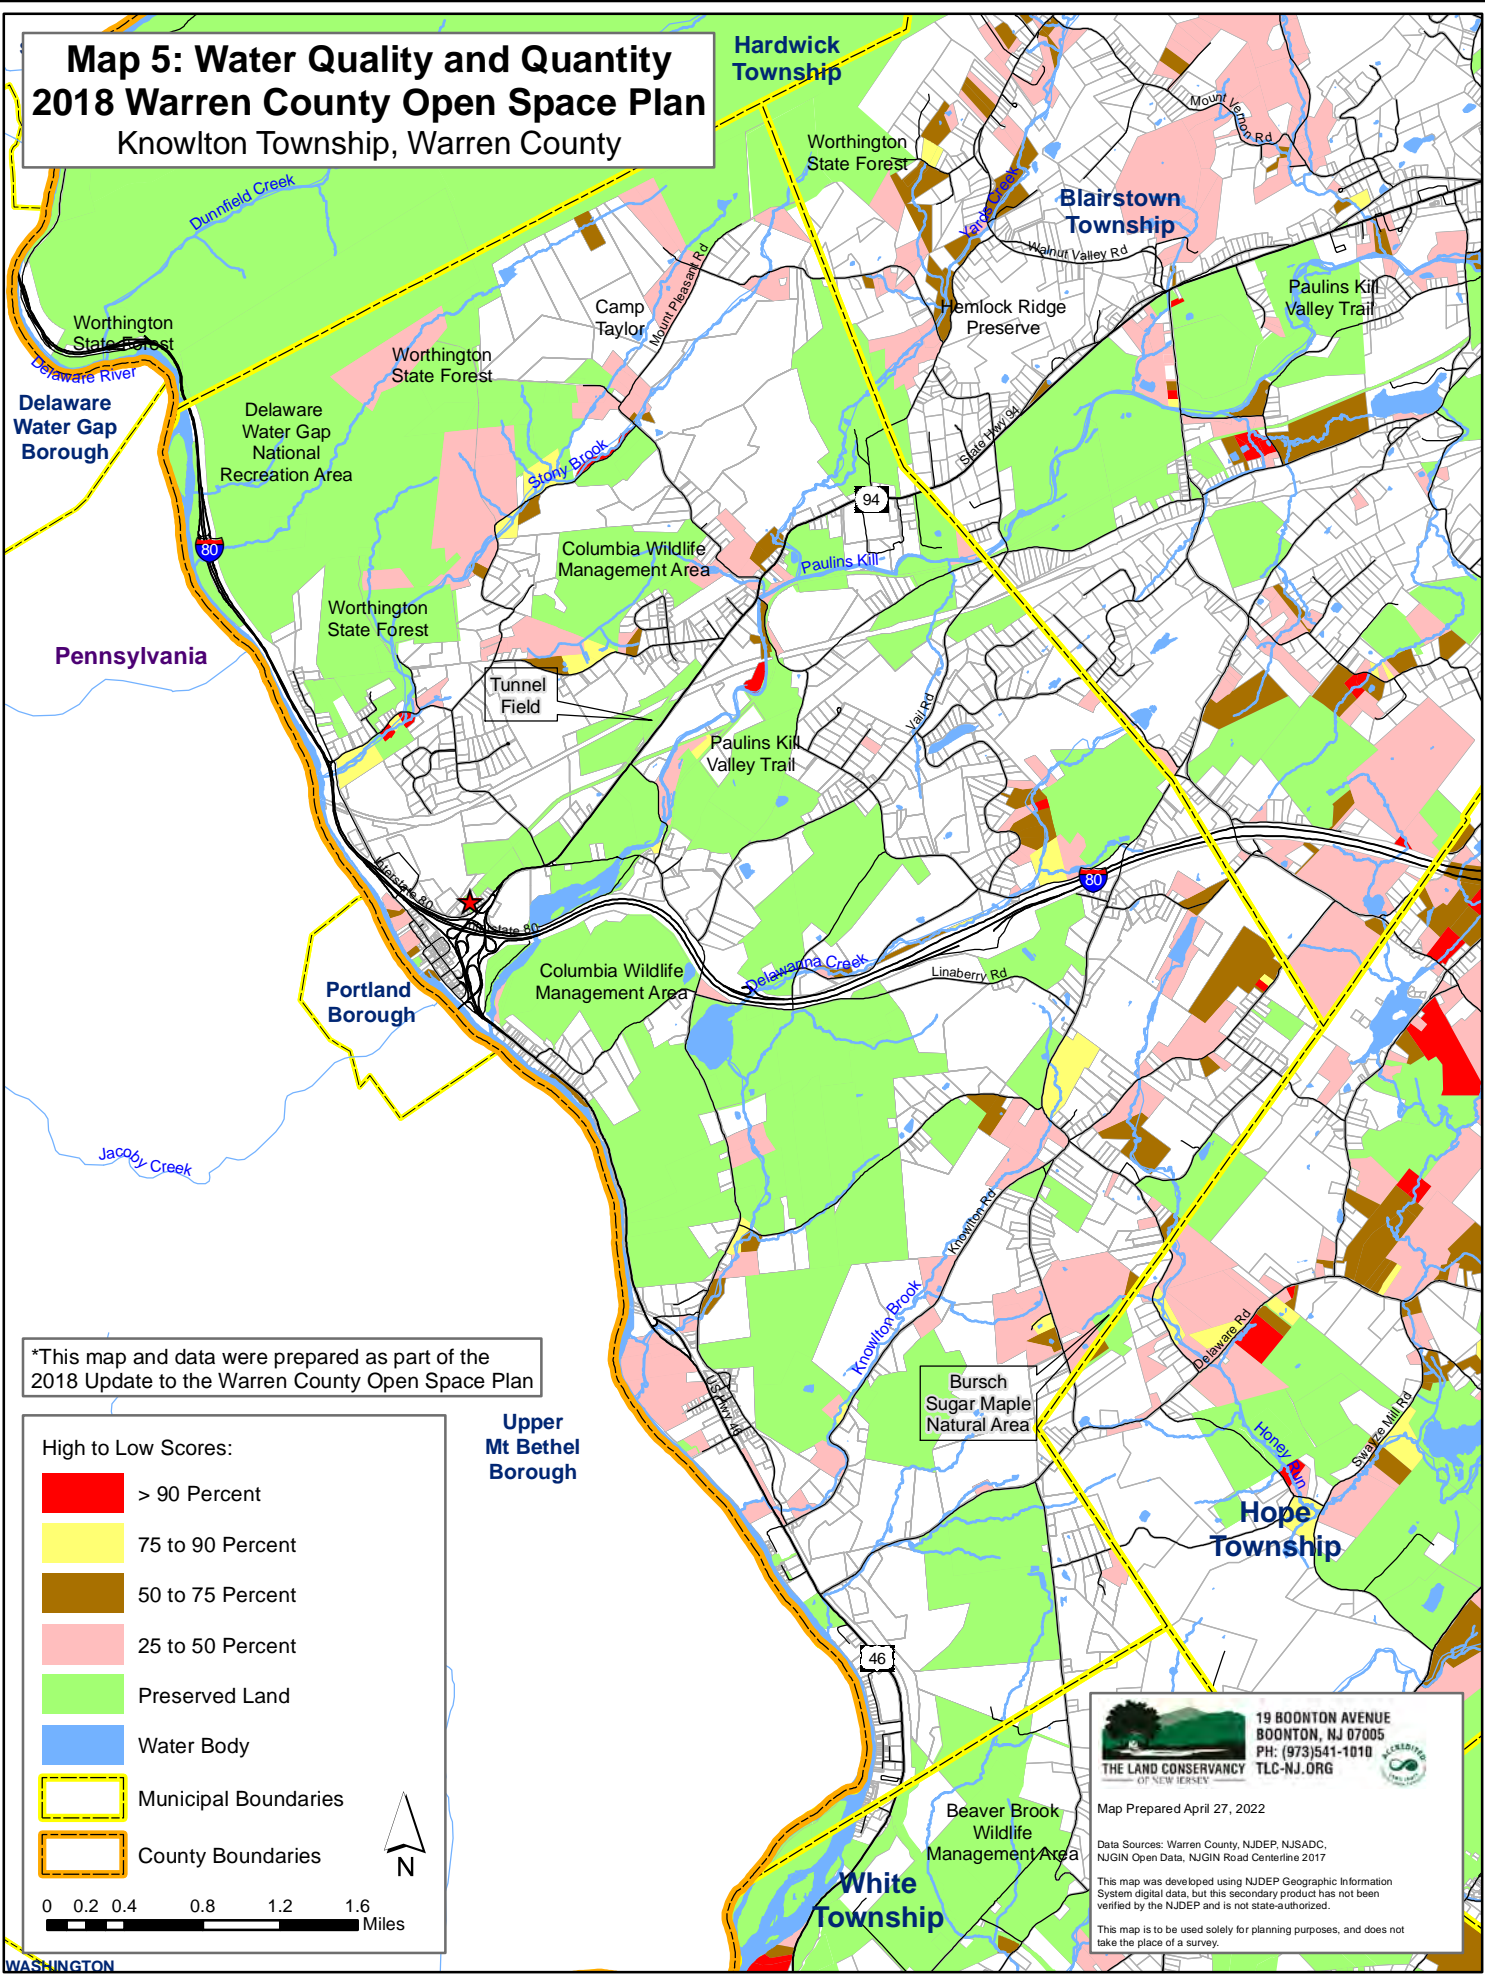 Map 5: Water Quality and Quantity
2018 Warren County Open Space Plan
Knowlton Township, Warren County
Hardwick
Township
Worthington
State Forest
Mount Vernon Rd
Blairstown
Township
Yards Creek
Walnut Valley Rd
Dunnfield Creek
Mount Pleasant Rd
Camp
Taylor
Hemlock Ridge
Preserve
Paulins Kill
Valley Trail
Worthington
State Forest
Delaware River
Worthington
State Forest
Delaware
Water Gap
Borough
Delaware
Water Gap
National
Recreation Area
State Hwy 94
Stony Brook
94
80
Columbia Wildlife
Management Area
Paulins Kill
Worthington
State Forest
Pennsylvania
Tunnel
Field
Vail Rd
Paulins Kill
Valley Trail
Interstate 80
80
Interstate 80
Delawanna Creek
Linaberry Rd
Columbia Wildlife
Management Area
Portland
Borough
Jacoby Creek
Knowlton Rd
Knowlton Brook
Delaware Rd
*This map and data were prepared as part of the
2018 Update to the Warren County Open Space Plan
US Hwy 46
Bursch
Sugar Maple
Natural Area
Swayze Mill Rd
Honey Run
Upper
Mt Bethel
Borough
Hope
Township
High to Low Scores:
> 90 Percent
75 to 90 Percent
50 to 75 Percent
25 to 50 Percent
Preserved Land
Water Body
Municipal Boundaries
County Boundaries
N
0 0.2 0.4 0.8 1.2 1.6
Miles
46
Beaver Brook
Wildlife
Management Area
White
Township
WASHINGTON
THE LAND CONSERVANCY
OF NEW JERSEY
19 BOONTON AVENUE
BOONTON, NJ 07005
PH: (973)541-1010
TLC-NJ.ORG
ACCREDITED
Map Prepared April 27, 2022
Data Sources: Warren County, NJDEP, NJSADC,
NJGIN Open Data, NJGIN Road Centerline 2017
This map was developed using NJDEP Geographic Information
System digital data, but this secondary product has not been
verified by the NJDEP and is not state-authorized.
This map is to be used solely for planning purposes, and does not
take the place of a survey.